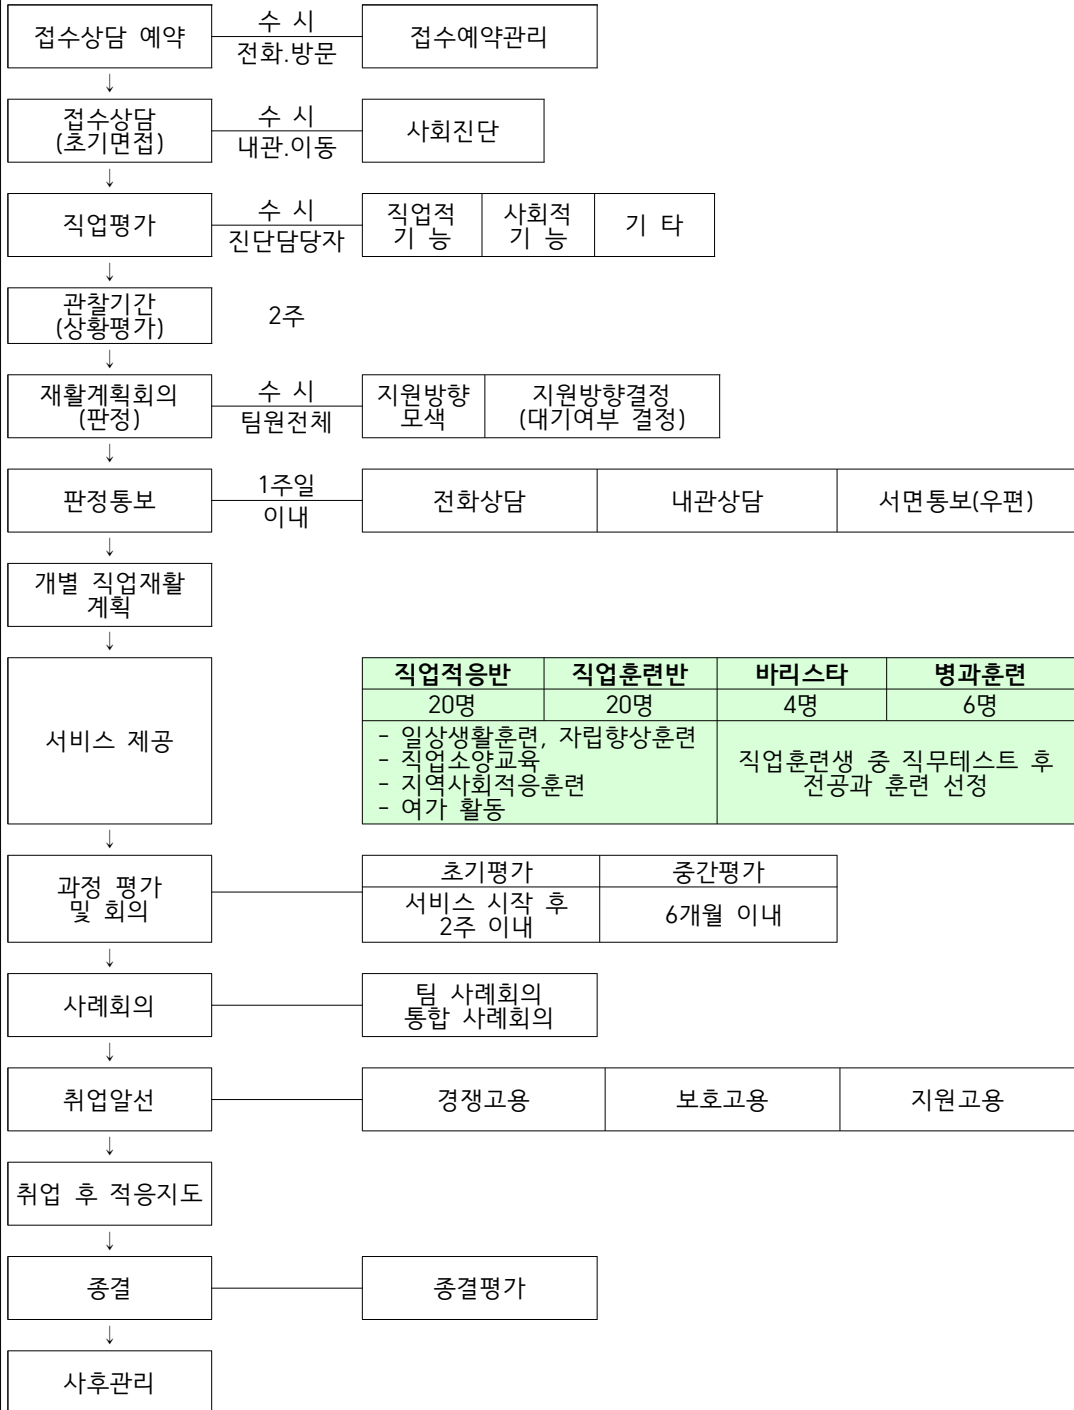 접수상담 예약
수 시
전화.방문
접수예약관리
↓
접수상담
(초기면접)
수 시
내관.이동
사회진단
↓
직업평가
수 시
진단담당자
직업적
기 능
사회적
기 능
기 타
↓
관찰기간
(상황평가)
2주
↓
재활계획회의
(판정)
수 시
팀원전체
지원방향
모색
지원방향결정
(대기여부 결정)
↓
판정통보
1주일
이내
전화상담
내관상담
서면통보(우편)
↓
개별 직업재활
계획
↓
서비스 제공
직업적응반
직업훈련반
바리스타
병과훈련
20명
20명
4명
6명
- 일상생활훈련, 자립향상훈련
- 직업소양교육
- 지역사회적응훈련
- 여가 활동
직업훈련생 중 직무테스트 후
전공과 훈련 선정
↓
과정 평가
및 회의
초기평가
중간평가
서비스 시작 후
2주 이내
6개월 이내
↓
사례회의
팀 사례회의
통합 사례회의
↓
취업알선
경쟁고용
보호고용
지원고용
↓
취업 후 적응지도
↓
종결
종결평가
↓
사후관리